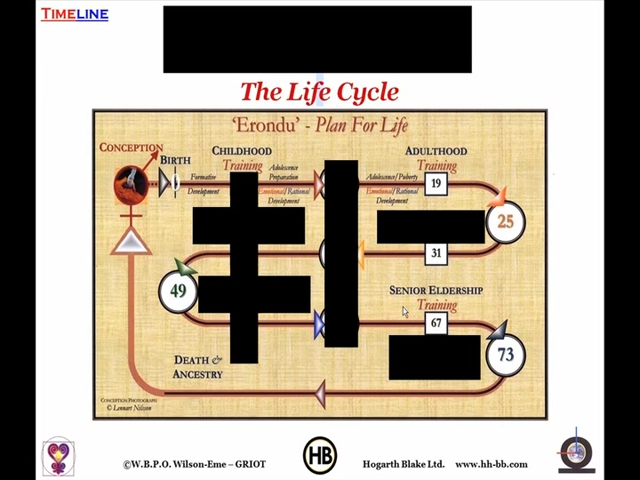 TIMELINE
The Life Cycle
'Erondu' - Plan For Life
CONCEPTION
BIRTH
CHILDHOOD
Training
ADULTHOOD
Training
Formative
Development
Adolescence
Preparation
Emotional/Rational
Development
Adolescence/Puberty
Emotional/Rational
Development
19
25
31
49
SENIOR ELDERSHIP
Training
67
73
DEATH &
ANCESTRY
CONCEPTION PHOTOGRAPH
© Lennart Nilson
©W.B.P.O. Wilson-Eme – GRIOT
HB
Hogarth Blake Ltd. www.hh-bb.com